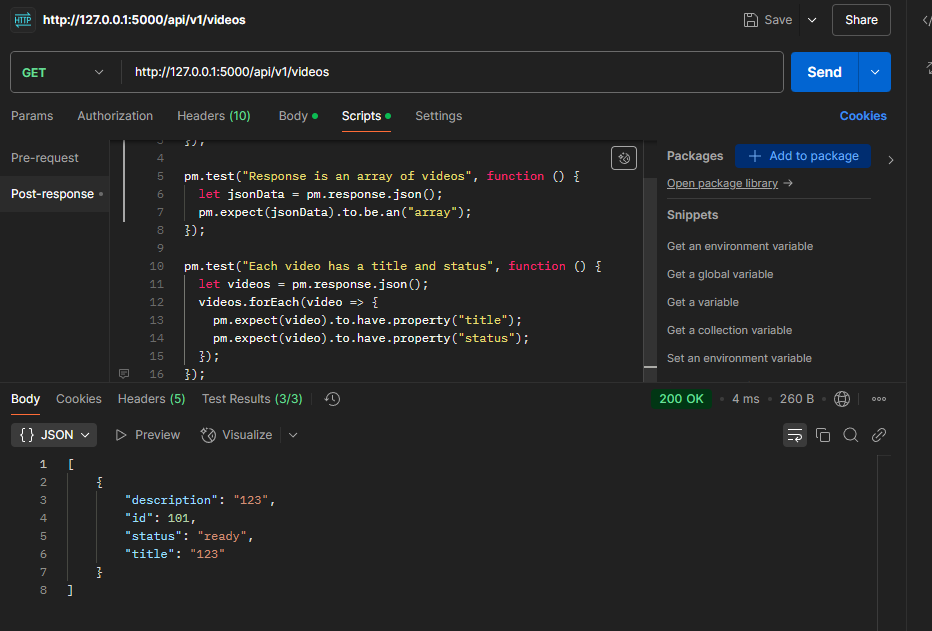 HTTP http://127.0.0.1:5000/api/v1/videos Save Share
GET http://127.0.0.1:5000/api/v1/videos Send
Params Authorization Headers (10) Body Scripts Settings Cookies
Pre-request
Post-response
3 });
4
5 pm.test("Response is an array of videos", function () {
6 let jsonData = pm.response.json();
7 pm.expect(jsonData).to.be.an("array");
8 });
9
10 pm.test("Each video has a title and status", function () {
11 let videos = pm.response.json();
12 videos.forEach(video => {
13 pm.expect(video).to.have.property("title");
14 pm.expect(video).to.have.property("status");
15 });
16 });
Packages + Add to package
Open package library →
Snippets
Get an environment variable
Get a global variable
Get a variable
Get a collection variable
Set an environment variable
Body Cookies Headers (5) Test Results (3/3) 200 OK • 4 ms • 260 B
{} JSON Preview Visualize
1 [
2 {
3 "description": "123",
4 "id": 101,
5 "status": "ready",
6 "title": "123"
7 }
8 ]